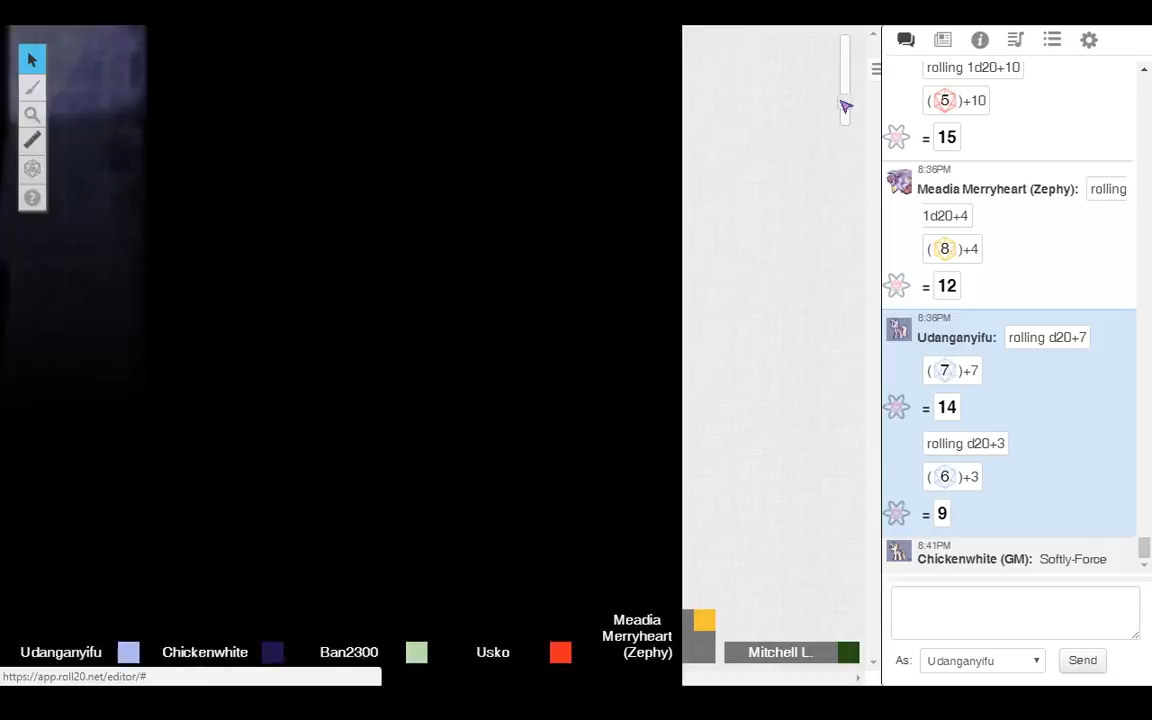 rolling 1d20+10
(5)+10
= 15
8:36PM
Meadia Merryheart (Zephy): rolling
1d20+4
(8)+4
= 12
8:36PM
Udanganyifu: rolling d20+7
(7)+7
= 14
rolling d20+3
(6)+3
= 9
8:41PM
Chickenwhite (GM): Softly-Force
As: Udanganyifu Send
Udanganyifu
Chickenwhite
Ban2300
Usko
Meadia
Merryheart
(Zephy)
Mitchell L.
https://app.roll20.net/editor/#